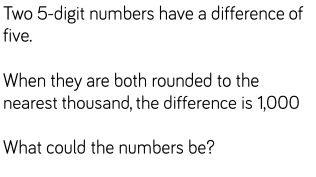 Two 5-digit numbers have a difference of
five.
When they are both rounded to the
nearest thousand, the difference is 1,000
What could the numbers be?